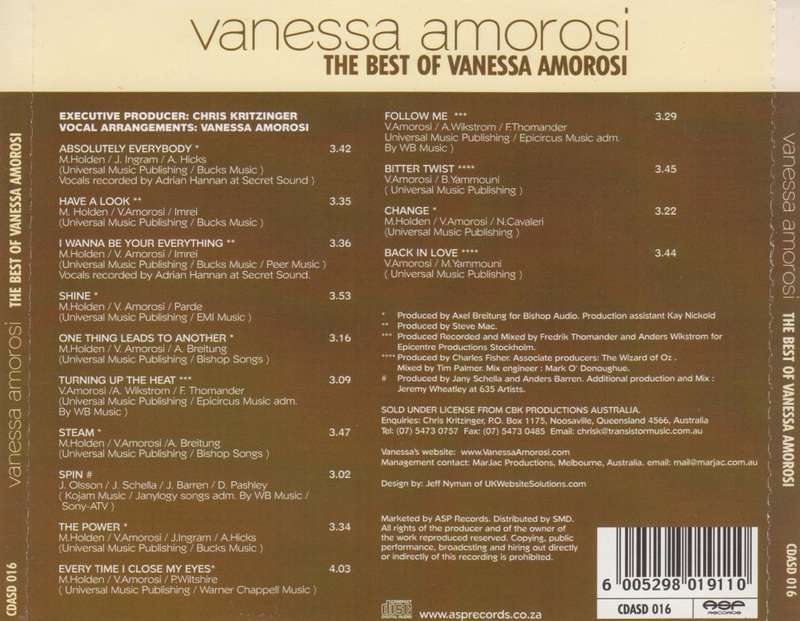 vanessa amorosi
THE BEST OF VANESSA AMOROSI
EXECUTIVE PRODUCER: CHRIS KRITZINGER
VOCAL ARRANGEMENTS: VANESSA AMOROSI
ABSOLUTELY EVERYBODY * 3.42
M.Holden / J. Ingram / A. Hicks
(Universal Music Publishing / Bucks Music )
Vocals recorded by Adrian Hannan at Secret Sound )
HAVE A LOOK ** 3.35
M. Holden / V.Amorosi / Imrei
(Universal Music Publishing / Bucks Music )
I WANNA BE YOUR EVERYTHING ** 3.36
M.Holden / V. Amorosi / Imrei
(Universal Music Publishing / Bucks Music / Peer Music )
Vocals recorded by Adrian Hannan at Secret Sound.
SHINE * 3.53
M.Holden / V. Amorosi / Parde
(Universal Music Publishing / EMI Music )
ONE THING LEADS TO ANOTHER * 3.16
M.Holden / V. Amorosi / A. Breitung
(Universal Music Publishing / Bishop Songs )
TURNING UP THE HEAT *** 3.09
V.Amorosi /A. Wikstrom / F. Thomander
(Universal Music Publishing / Epicircus Music adm.
By WB Music )
STEAM * 3.47
M.Holden / V.Amorosi /A. Breitung
(Universal Music Publishing / Bishop Songs )
SPIN # 3.02
J. Olsson / J. Schella / J. Barren / D. Pashley
( Kojam Music / Janylogy songs adm. By WB Music /
Sony-ATV )
THE POWER * 3.34
M.Holden / V.Amorosi / J.Ingram / A.Hicks
(Universal Music Publishing / Bucks Music )
EVERY TIME I CLOSE MY EYES* 4.03
M.Holden / V.Amorosi / P.Wiltshire
( Universal Music Publishing / Warner Chappell Music )
FOLLOW ME *** 3.29
V.Amorosi / A.Wikstrom / F.Thomander
Universal Music Publishing / Epicircus Music adm.
By WB Music )
BITTER TWIST **** 3.45
V.Amorosi / B.Yammouni
( Universal Music Publishing )
CHANGE * 3.22
M.Holden / V.Amorosi / N.Cavaleri
(Universal Music Publishing )
BACK IN LOVE **** 3.44
V.Amorosi / M.Yammouni
( Universal Music Publishing )
* Produced by Axel Breitung for Bishop Audio. Production assistant Kay Nickold
** Produced by Steve Mac.
*** Produced Recorded and Mixed by Fredrik Thomander and Anders Wikstrom for
Epicentre Productions Stockholm.
**** Produced by Charles Fisher. Associate producers: The Wizard of Oz .
Mixed by Tim Palmer. Mix engineer : Mark O' Donoughue.
# Produced by Jany Schella and Anders Barren. Additional production and Mix :
Jeremy Wheatley at 635 Artists.
SOLD UNDER LICENSE FROM CBK PRODUCTIONS AUSTRALIA.
Enquiries: Chris Kritzinger, P.O. Box 1175, Noosaville, Queensland 4566, Australia
Tel: (07) 5473 0757 Fax: (07) 5473 0485 Email: chrisk@transistormusic.com.au
Vanessa's website: www.VanessaAmorosi.com
Management contact: MarJac Productions, Melbourne, Australia. email: mail@marjac.com.au
Design by: Jeff Nyman of UKWebsiteSolutions.com
Marketed by ASP Records. Distributed by SMD.
All rights of the producer and of the owner of
the work reproduced reserved. Copying, public
performance, broadcsting and hiring out directly
or indirectly of this recording is prohibited.
COMPACT
disc
DIGITAL AUDIO
www.asprecords.co.za
6 005298 019110
CDASD 016
ASP
RECORDS
vanessa amorosi THE BEST OF VANESSA AMOROSI
CDASD 016
vanessa amorosi THE BEST OF VANESSA AMOROSI
CDASD 016